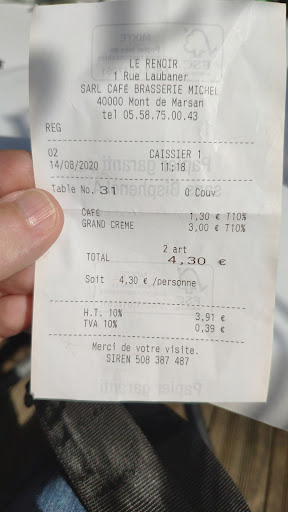 LE RENOIR
1 Rue Laubaner
SARL CAFÉ BRASSERIE MICHEL
40000 Mont de Marsan
tel 05.58.75.00.43
REG
02 CAISSIER 1
14/08/2020 11:18
Table No. 31 0 Couv.
CAFE 1,30 € T10%
GRAND CREME 3,00 € T10%
2 art
TOTAL 4,30 €
Soit 4,30 € /personne
H.T. 10% 3,91 €
TVA 10% 0,39 €
Merci de votre visite.
SIREN 508 387 487